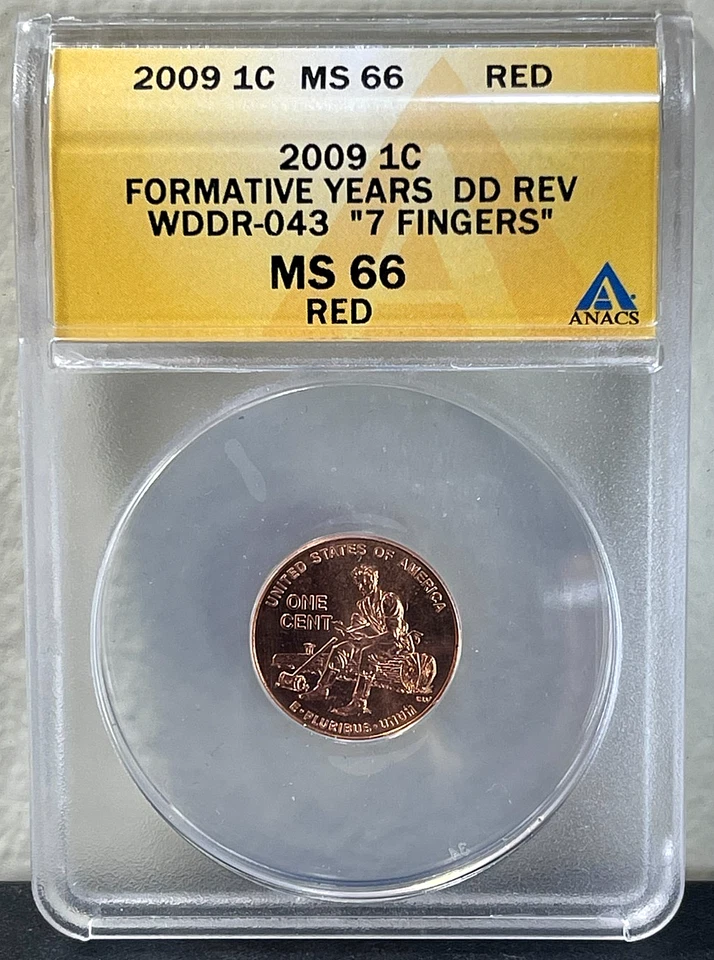 2009 1C MS 66 RED
2009 1C
FORMATIVE YEARS DD REV
WDDR-043 "7 FINGERS"
MS 66
RED
ANACS
UNITED STATES OF AMERICA
ONE
CENT
E·PLURIBUS·UNUM